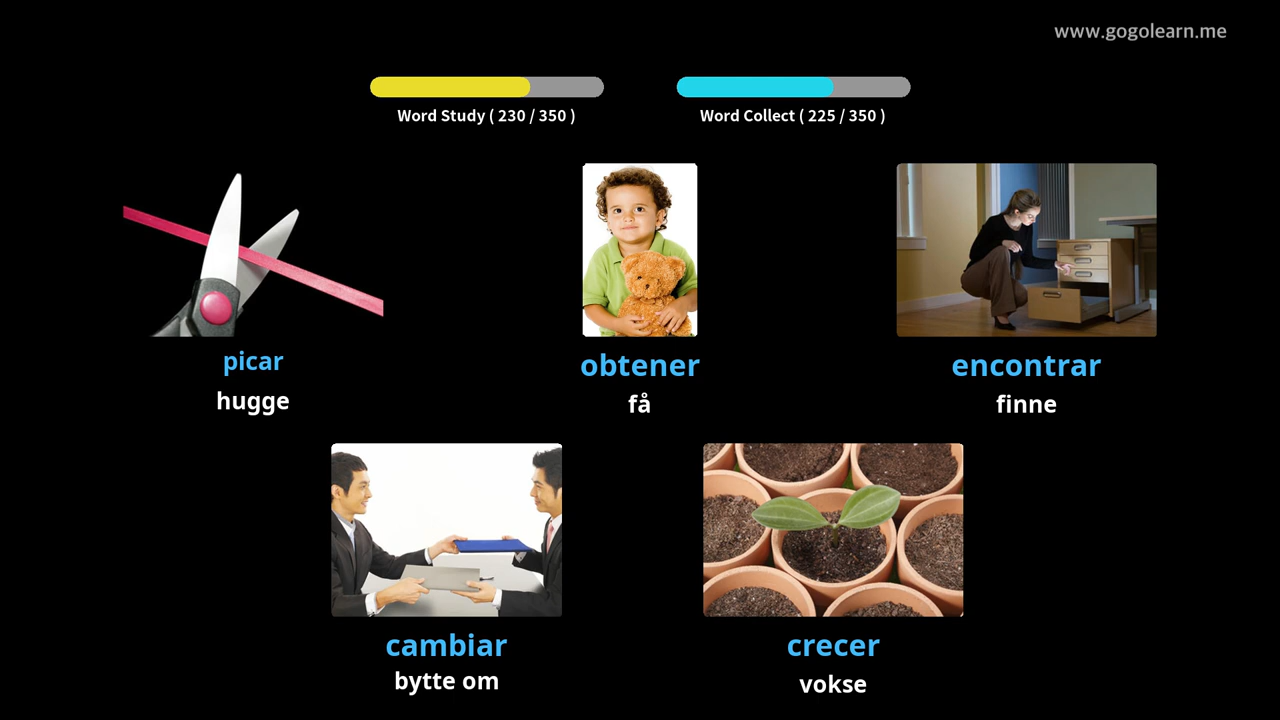 www.gogolearn.me
Word Study ( 230 / 350 )
Word Collect ( 225 / 350 )
picar
hugge
obtener
få
encontrar
finne
cambiar
bytte om
crecer
vokse